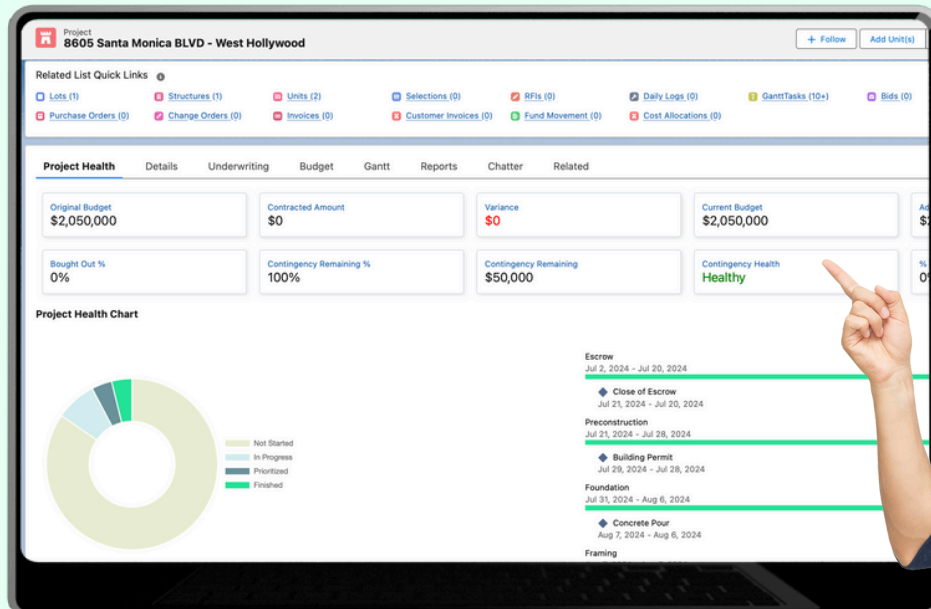 Project
8605 Santa Monica BLVD - West Hollywood
+ Follow
Add Unit(s)
Related List Quick Links
Lots (1)
Structures (1)
Units (2)
Selections (0)
RFIs (0)
Daily Logs (0)
GanttTasks (10+)
Bids (0)
Purchase Orders (0)
Change Orders (0)
Invoices (0)
Customer Invoices (0)
Fund Movement (0)
Cost Allocations (0)
Project Health
Details
Underwriting
Budget
Gantt
Reports
Chatter
Related
Original Budget
$2,050,000
Contracted Amount
$0
Variance
$0
Current Budget
$2,050,000
Bought Out %
0%
Contingency Remaining %
100%
Contingency Remaining
$50,000
Contingency Health
Healthy
%
Project Health Chart
Not Started
In Progress
Prioritized
Finished
Escrow
Jul 2, 2024 - Jul 20, 2024
Close of Escrow
Jul 21, 2024 - Jul 20, 2024
Preconstruction
Jul 21, 2024 - Jul 28, 2024
Building Permit
Jul 29, 2024 - Jul 28, 2024
Foundation
Jul 31, 2024 - Aug 6, 2024
Concrete Pour
Aug 7, 2024 - Aug 6, 2024
Framing